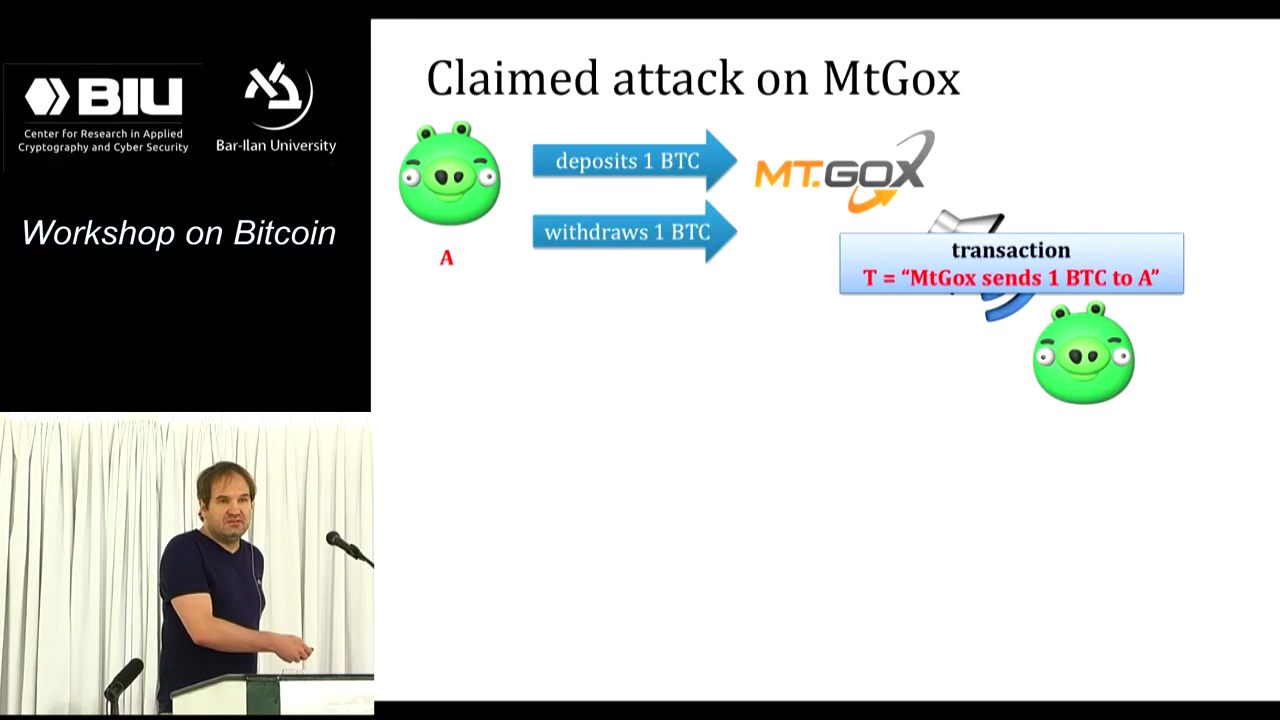 BIU
Center for Research in Applied
Cryptography and Cyber Security
Bar-Ilan University
Workshop on Bitcoin
Claimed attack on MtGox
deposits 1 BTC
MT.GOX
withdraws 1 BTC
A
transaction
T = “MtGox sends 1 BTC to A”